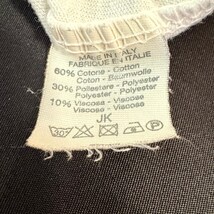 MADE IN ITALY
FABRIQUE EN ITALIE
60% Cotone - Cotton
Coton - Baumwolle
30% Poliestere - Polyester
Polyester - Polyester
10% Viscosa - Viscose
Viscose - Viskose
JK
30°
P